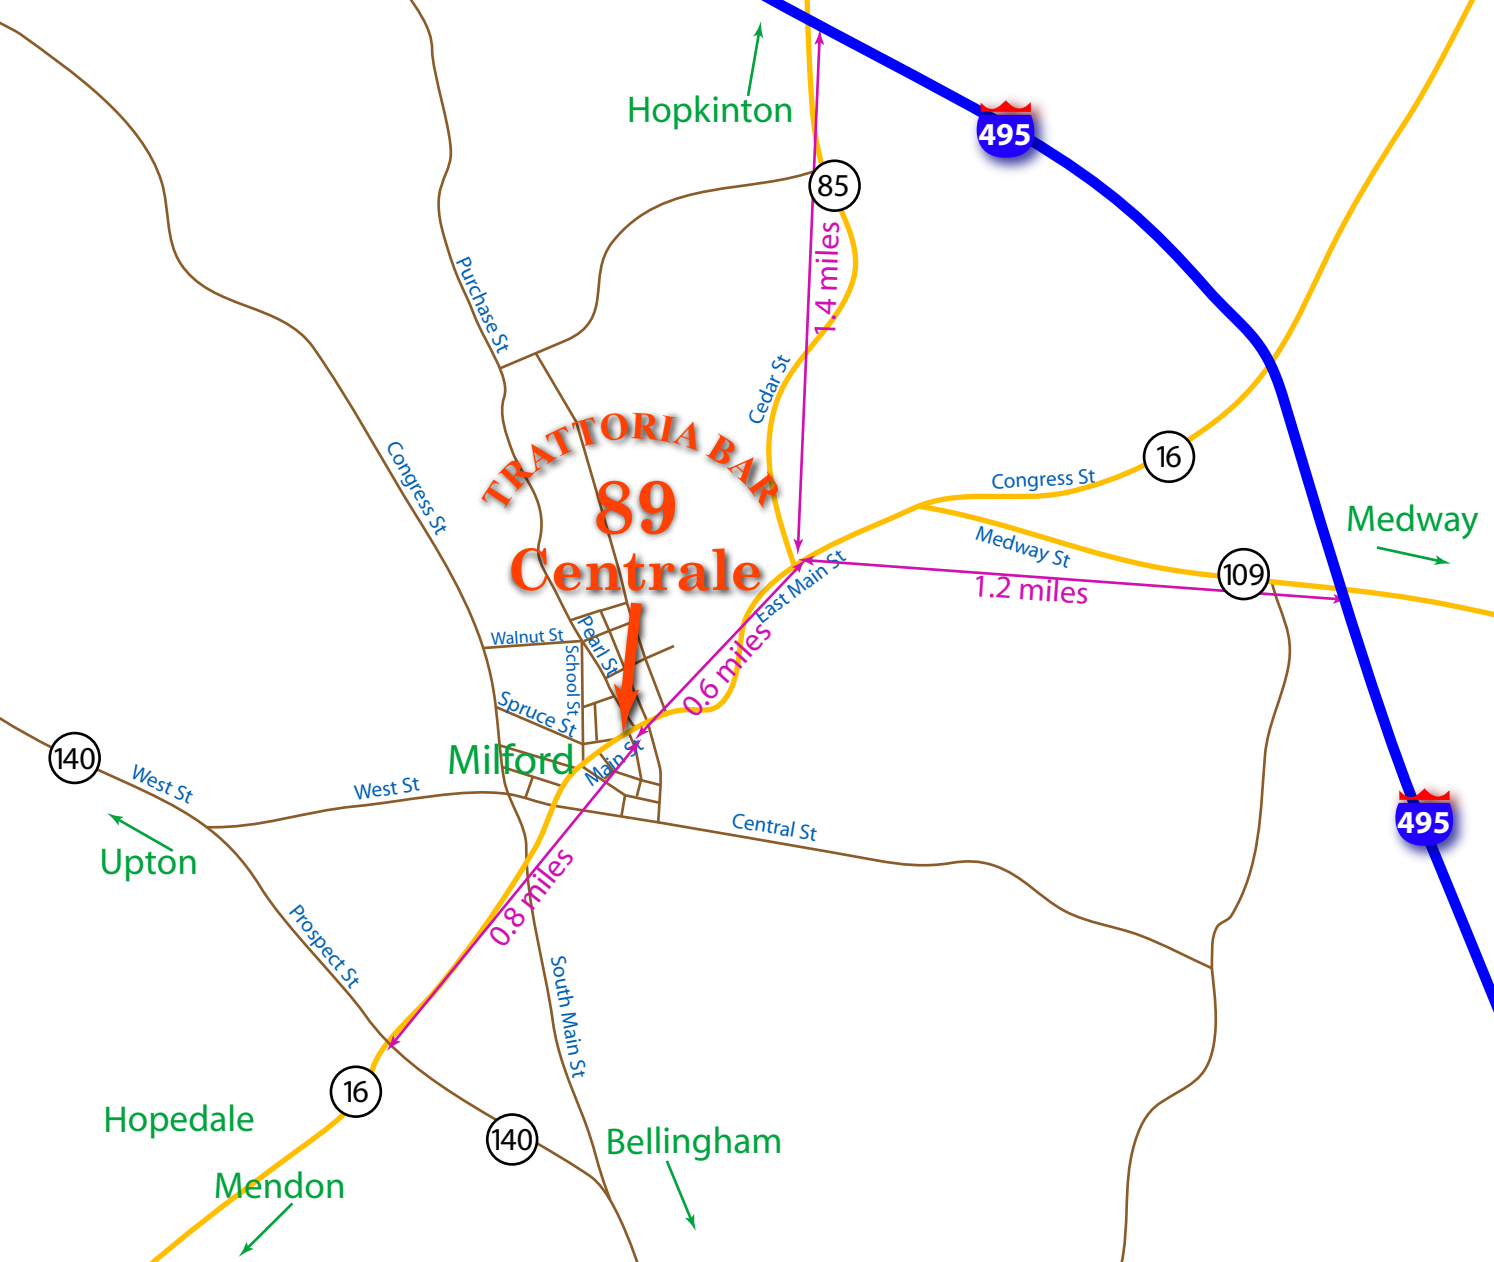 Hopkinton
495
85
1.4 miles
Purchase St
Cedar St
TRATTORIA BAR
89
Centrale
Congress St
16
Congress St
Medway
Medway St
109
1.2 miles
East Main St
0.6 miles
Walnut St
Pearl St
School St
Spruce St
Milford
Main St
140
West St
West St
Upton
Central St
495
0.8 miles
Prospect St
South Main St
16
Hopedale
140
Bellingham
Mendon